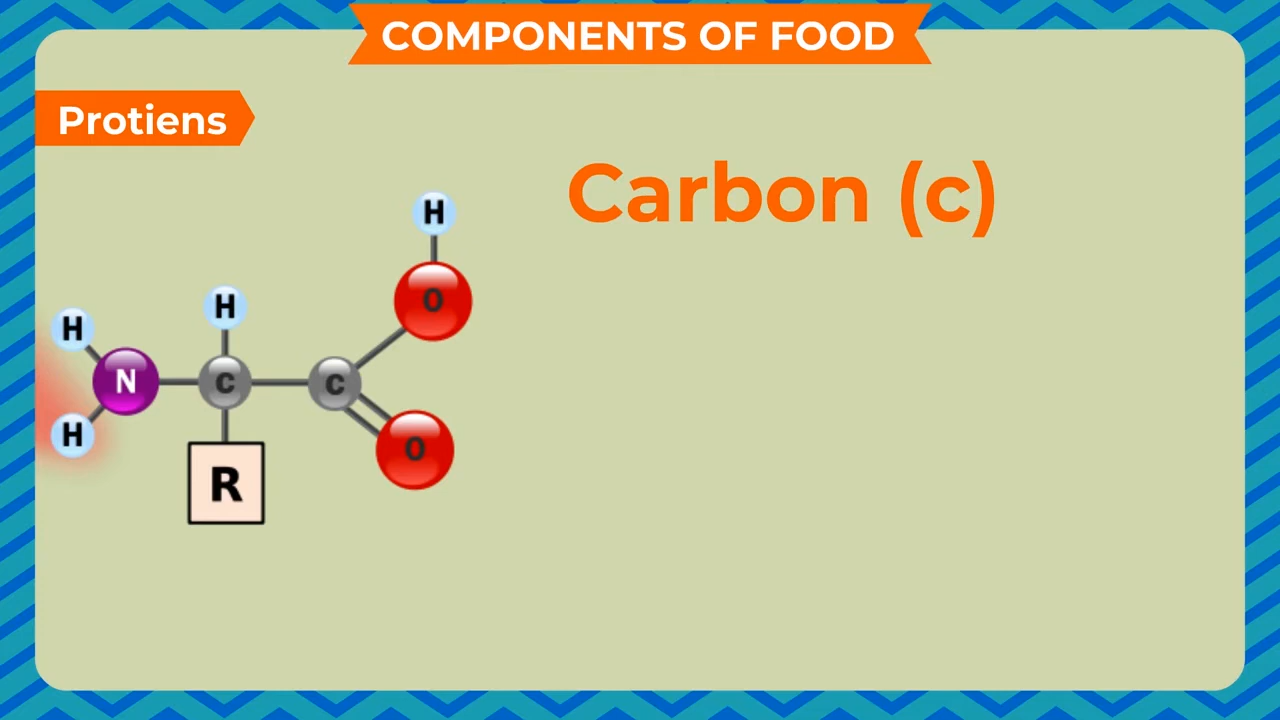 COMPONENTS OF FOOD
Protiens
Carbon (c)
H
O
H
H
N
C
C
H
O
R